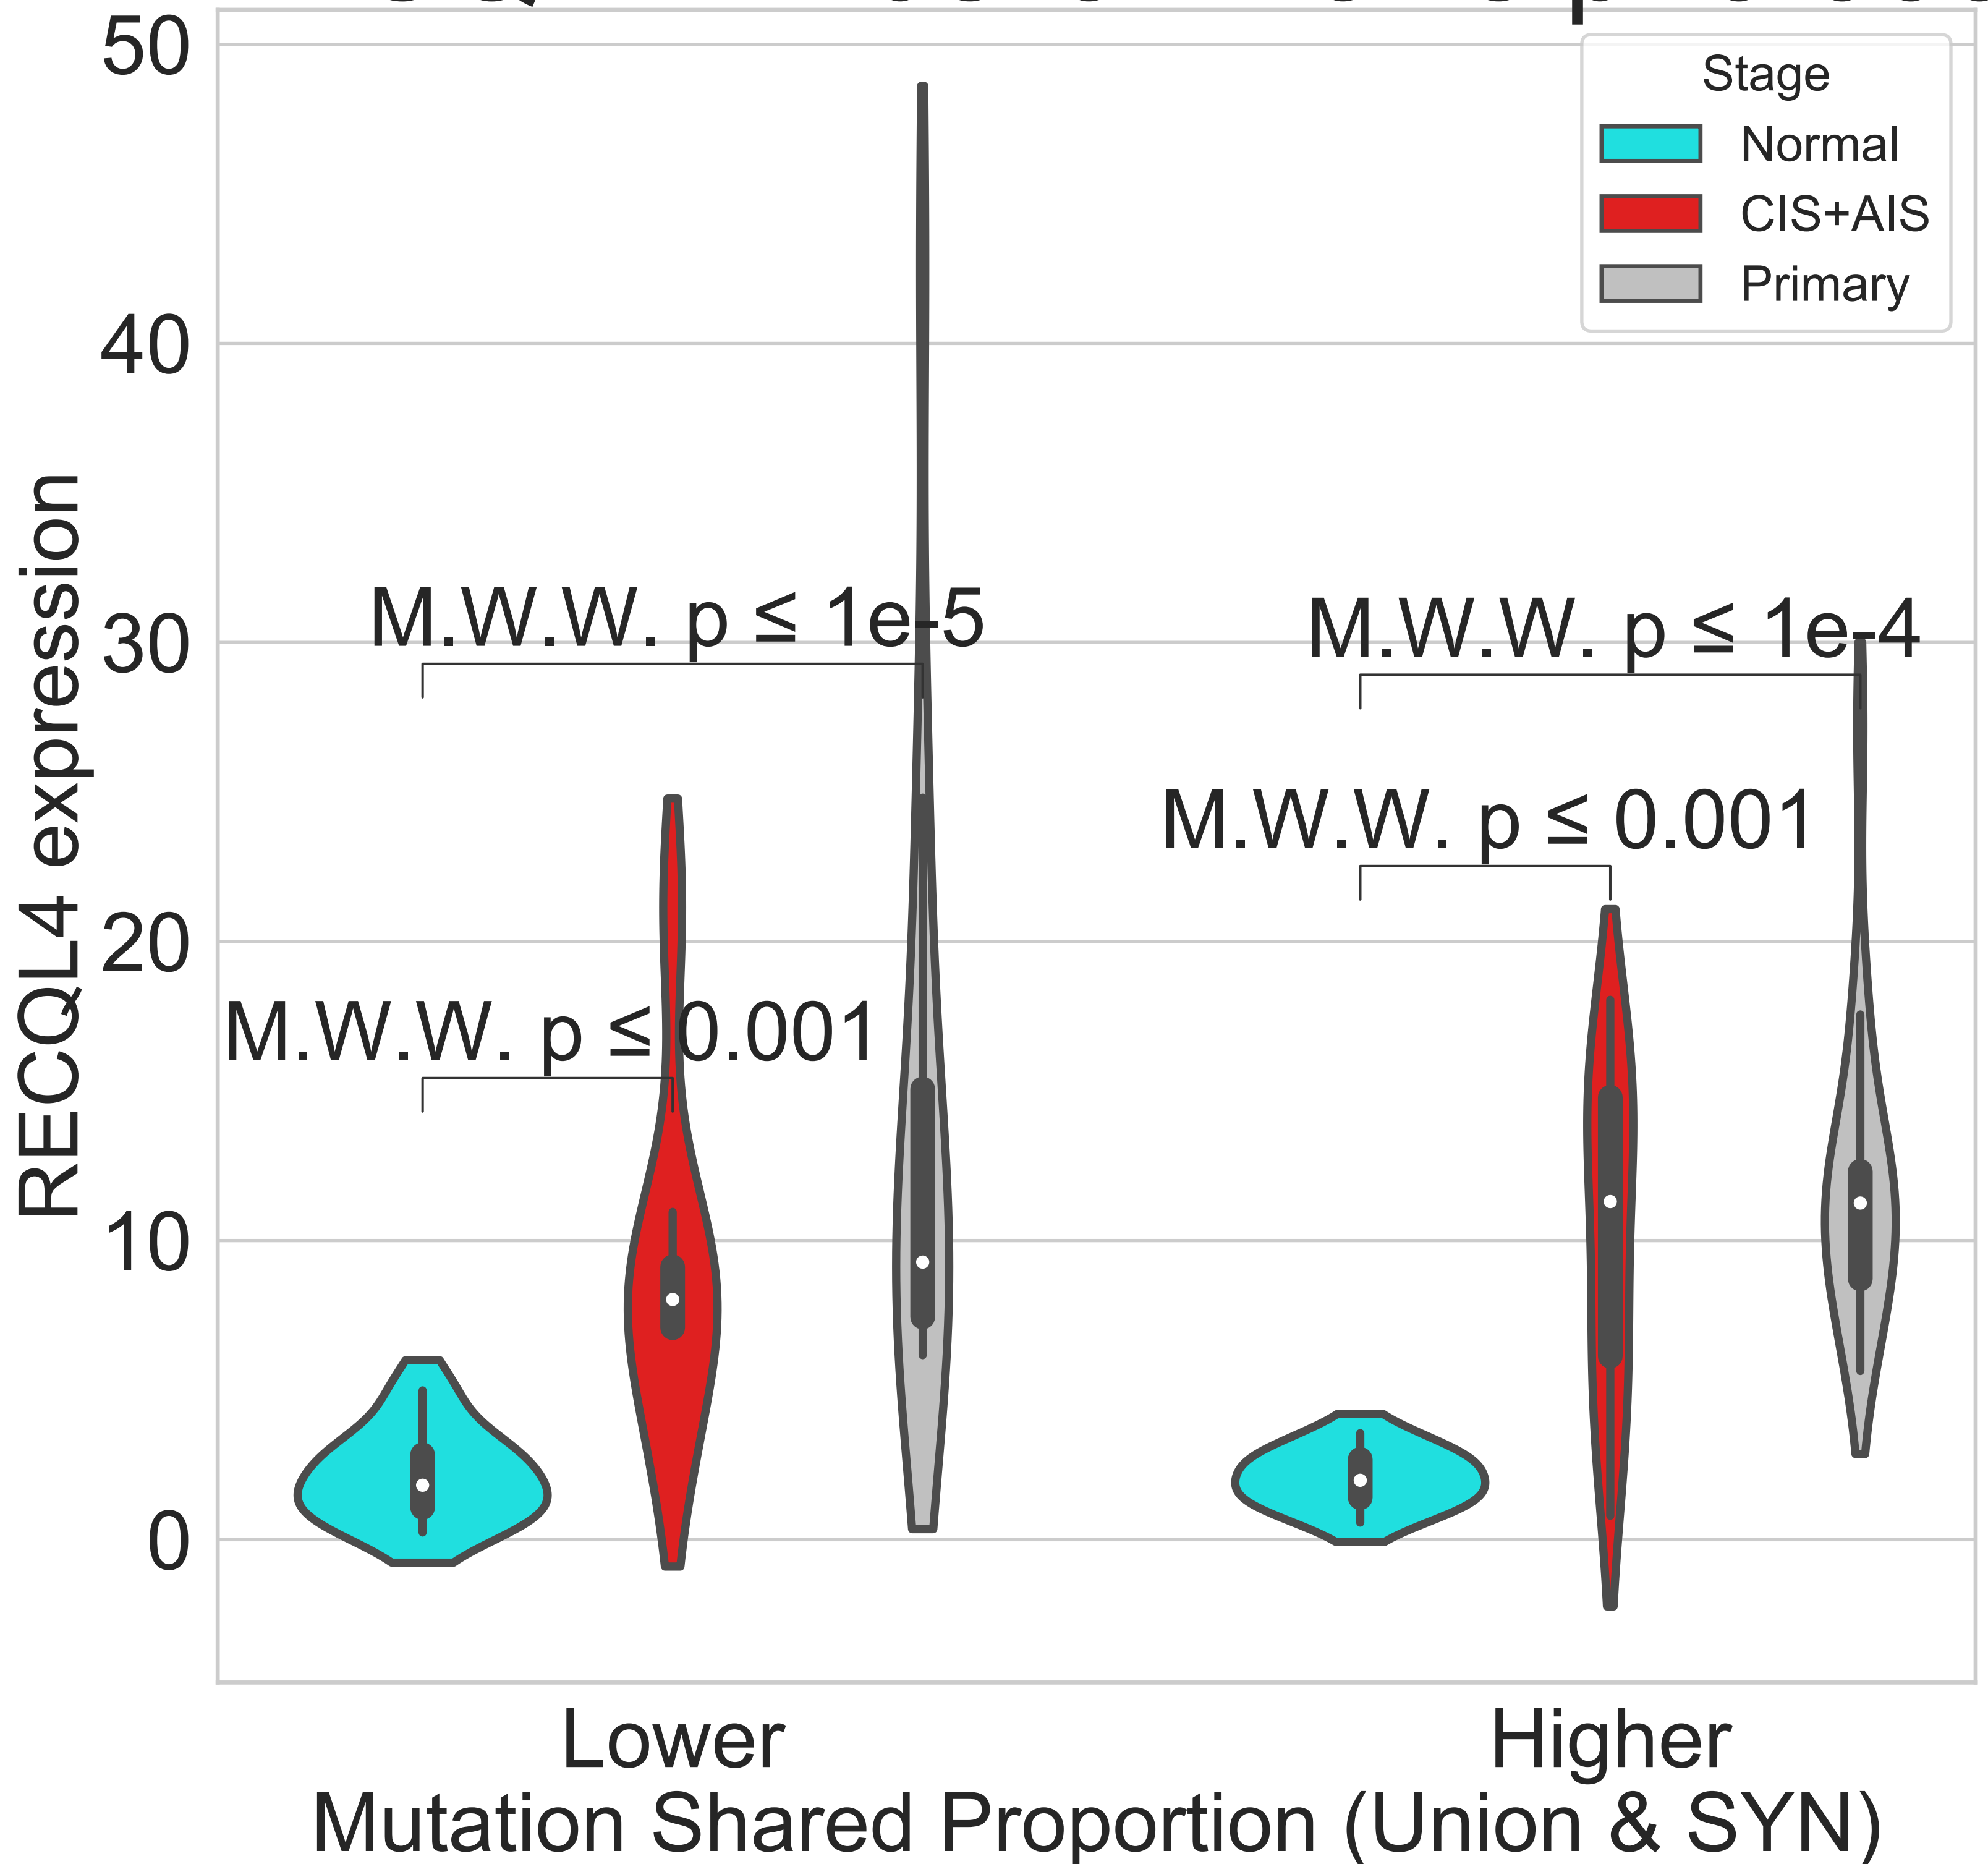 50
Stage
Normal
CIS+AIS
Primary
40
M.W.W. p ≤ 1e-5
M.W.W. p ≤ 1e-4
30
M.W.W. p ≤ 0.001
20
M.W.W. p ≤ 0.001
10
0
RECQL4 expression
Lower
Higher
Mutation Shared Proportion (Union & SYN)